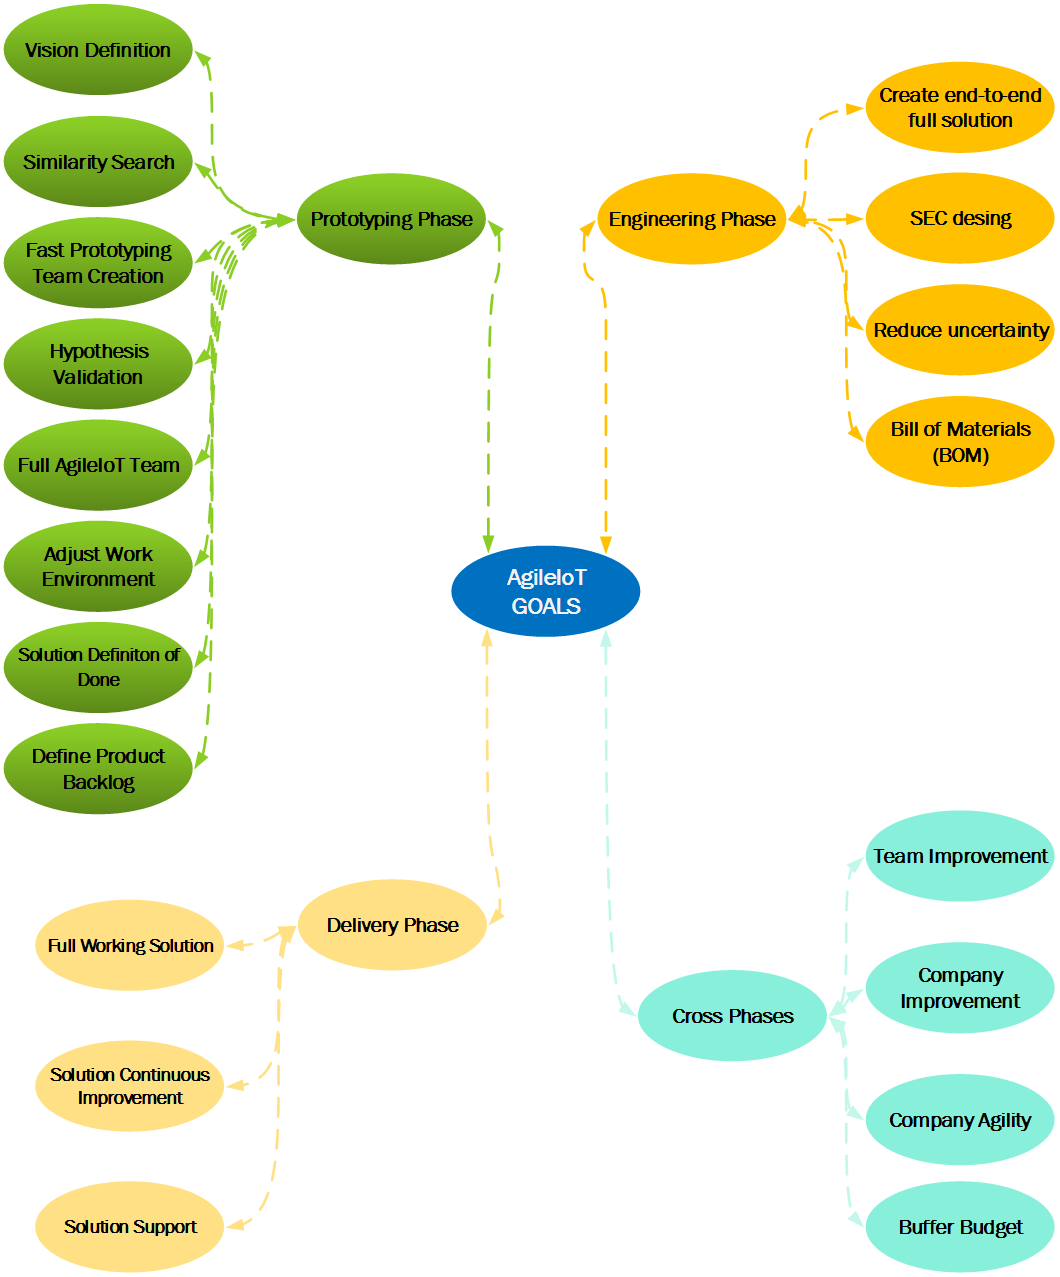 Vision Definition
Similarity Search
Fast Prototyping
Team Creation
Hypothesis
Validation
Full AgileIoT Team
Adjust Work
Environment
Solution Definiton of
Done
Define Product
Backlog
Prototyping Phase
Engineering Phase
Create end-to-end
full solution
SEC desing
Reduce uncertainty
Bill of Materials
(BOM)
AgileIoT
GOALS
Delivery Phase
Full Working Solution
Solution Continuous
Improvement
Solution Support
Cross Phases
Team Improvement
Company
Improvement
Company Agility
Buffer Budget